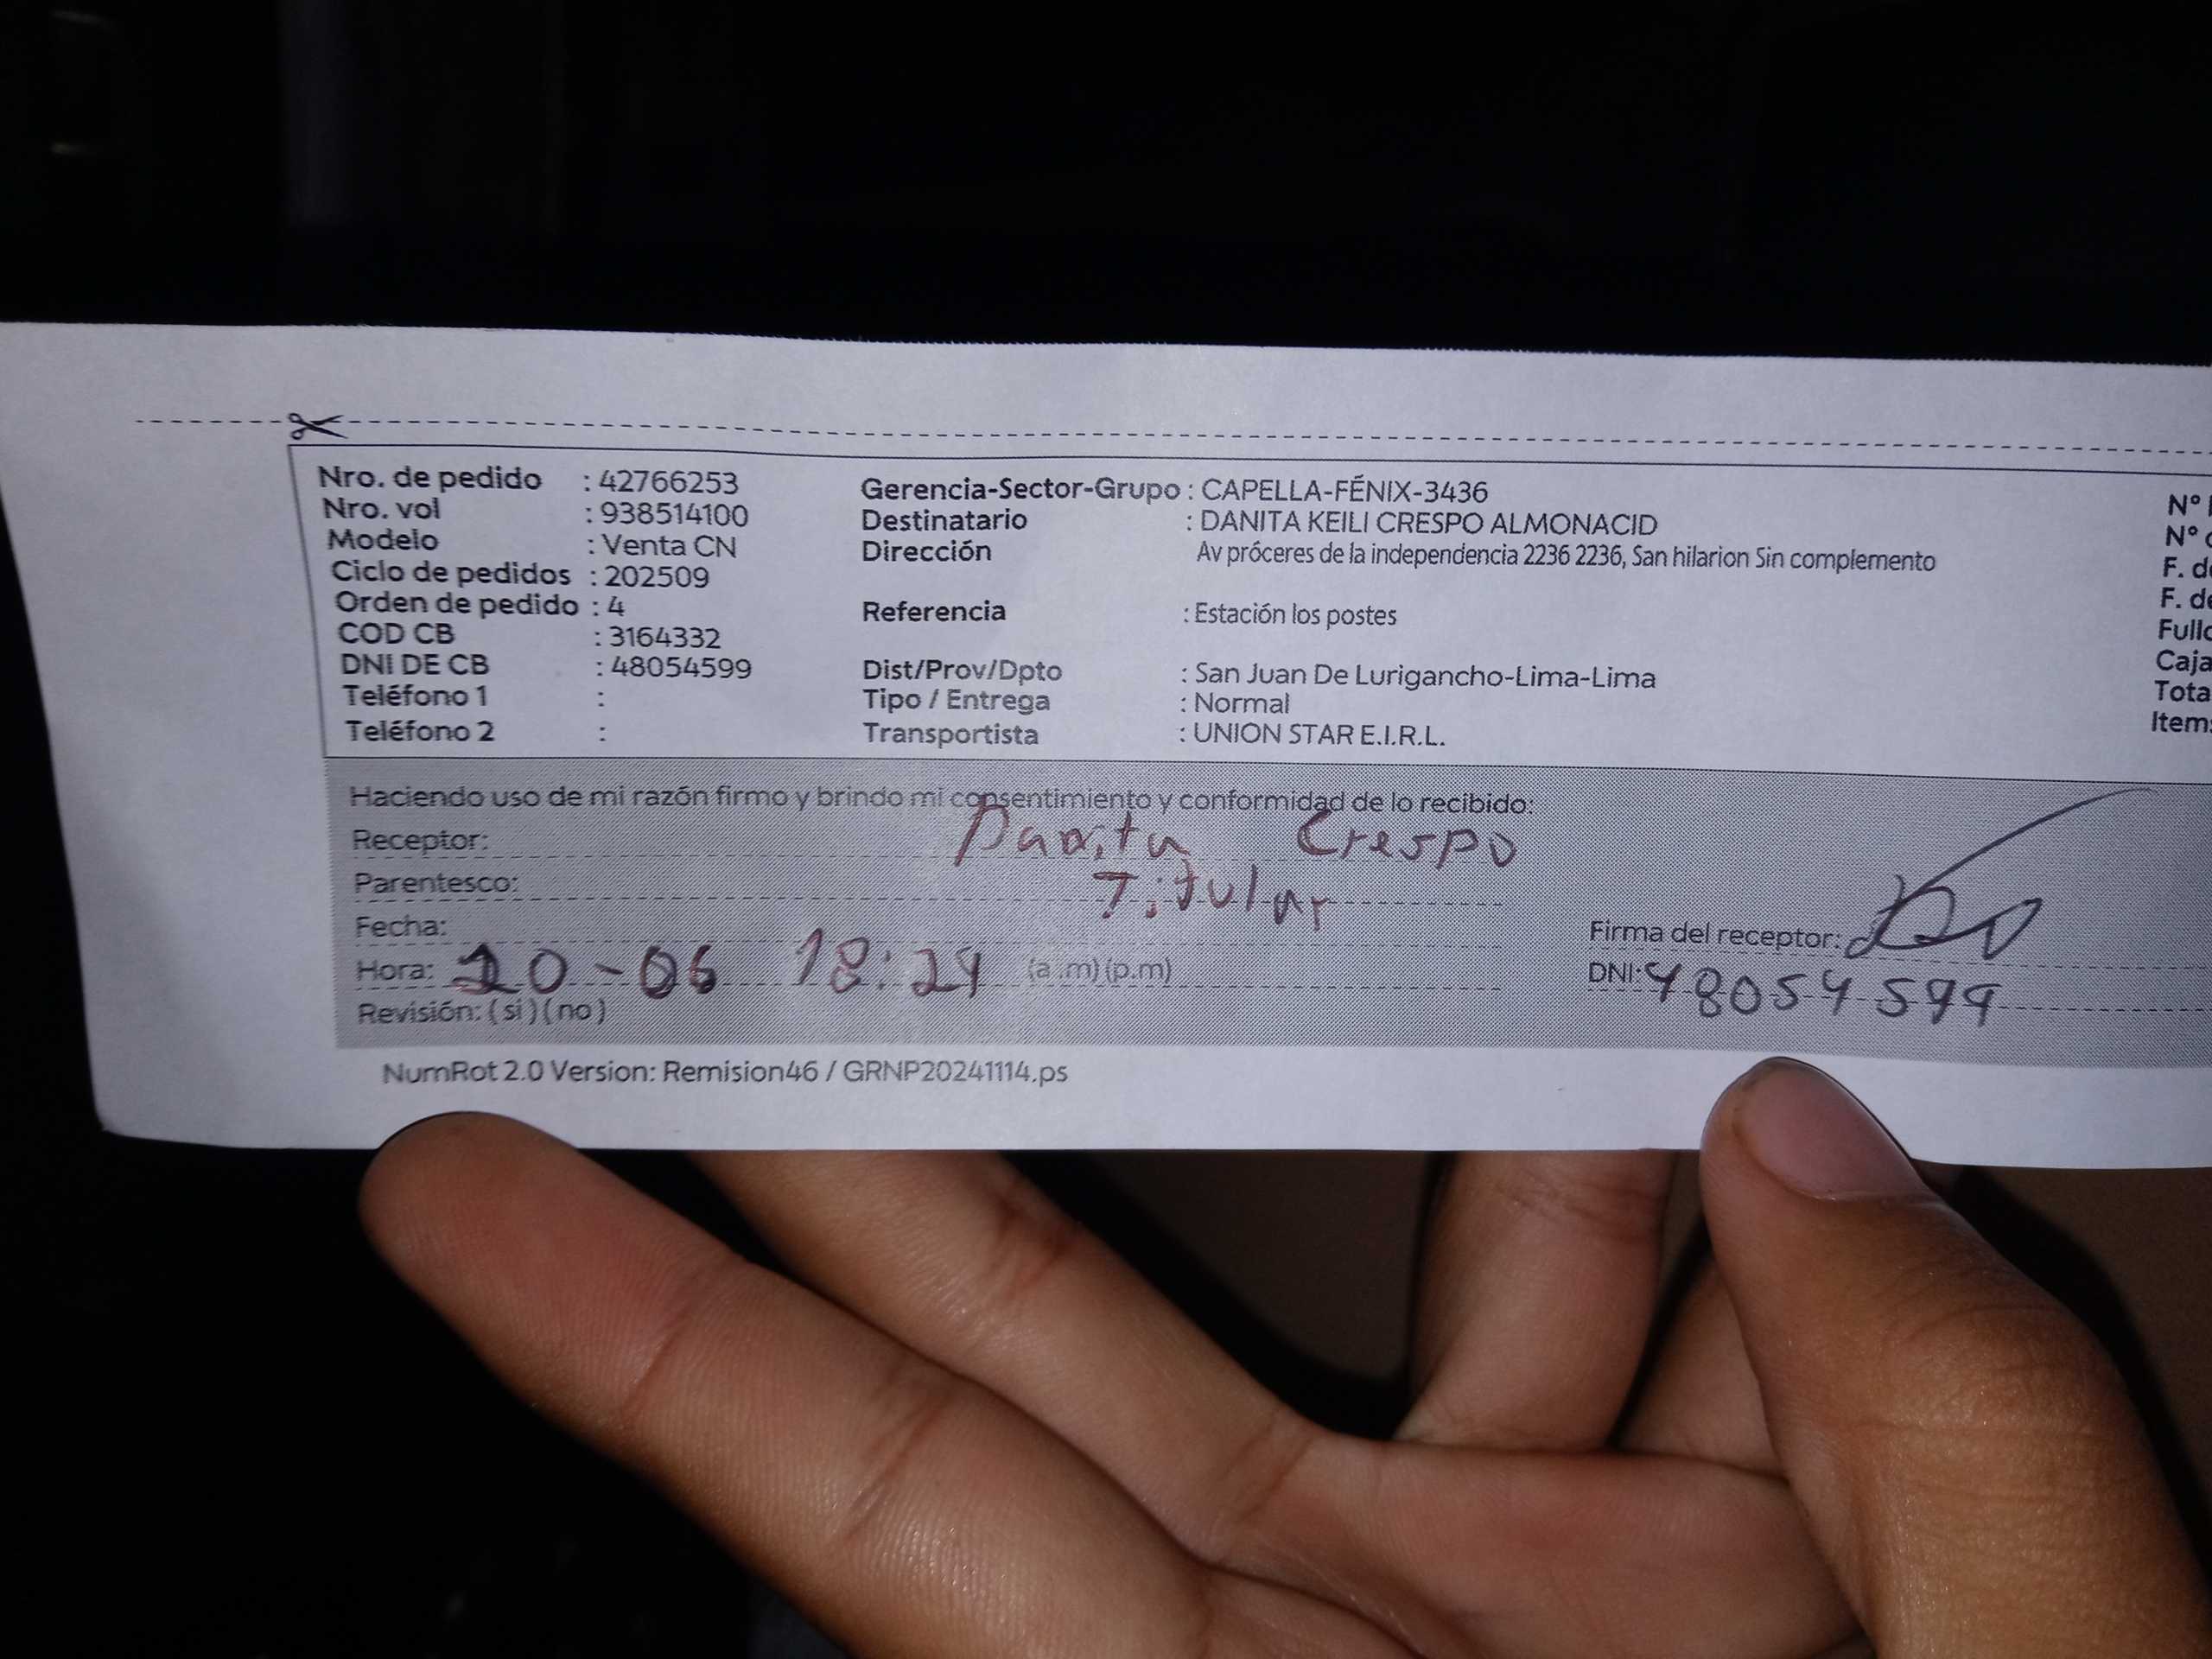 Nro. de pedido : 42766253
Nro. vol : 938514100
Modelo : Venta CN
Ciclo de pedidos : 202509
Orden de pedido : 4
COD CB : 3164332
DNI DE CB : 48054599
Teléfono 1 :
Teléfono 2 :
Gerencia-Sector-Grupo : CAPELLA-FÉNIX-3436
Destinatario : DANITA KEILI CRESPO ALMONACID
Dirección Av próceres de la independencia 2236 2236, San hilarion Sin complemento
Referencia : Estación los postes
Dist/Prov/Dpto : San Juan De Lurigancho-Lima-Lima
Tipo / Entrega : Normal
Transportista : UNION STAR E.I.R.L.
N°
N°
F. de
F. de
Caja
Tota
Item
Haciendo uso de mi razón firmo y brindo mi consentimiento y conformidad de lo recibido:
Receptor: Danita Crespo
Parentesco: Titular
Fecha:
Hora: 20-06 18:24 (a.m)(p.m)
Revisión: (si)(no)
Firma del receptor:
DNI: 48054599
NumRot 2.0 Version: Remision46 / GRNP20241114.ps